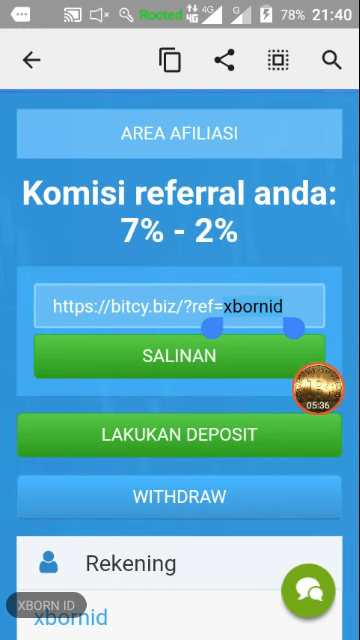 Rooted 4G 4G G 78% 21:40
AREA AFILIASI
Komisi referral anda:
7% - 2%
https://bitcy.biz/?ref=xbornid
SALINAN
05:36
LAKUKAN DEPOSIT
WITHDRAW
Rekening
XBORN ID
xbornid